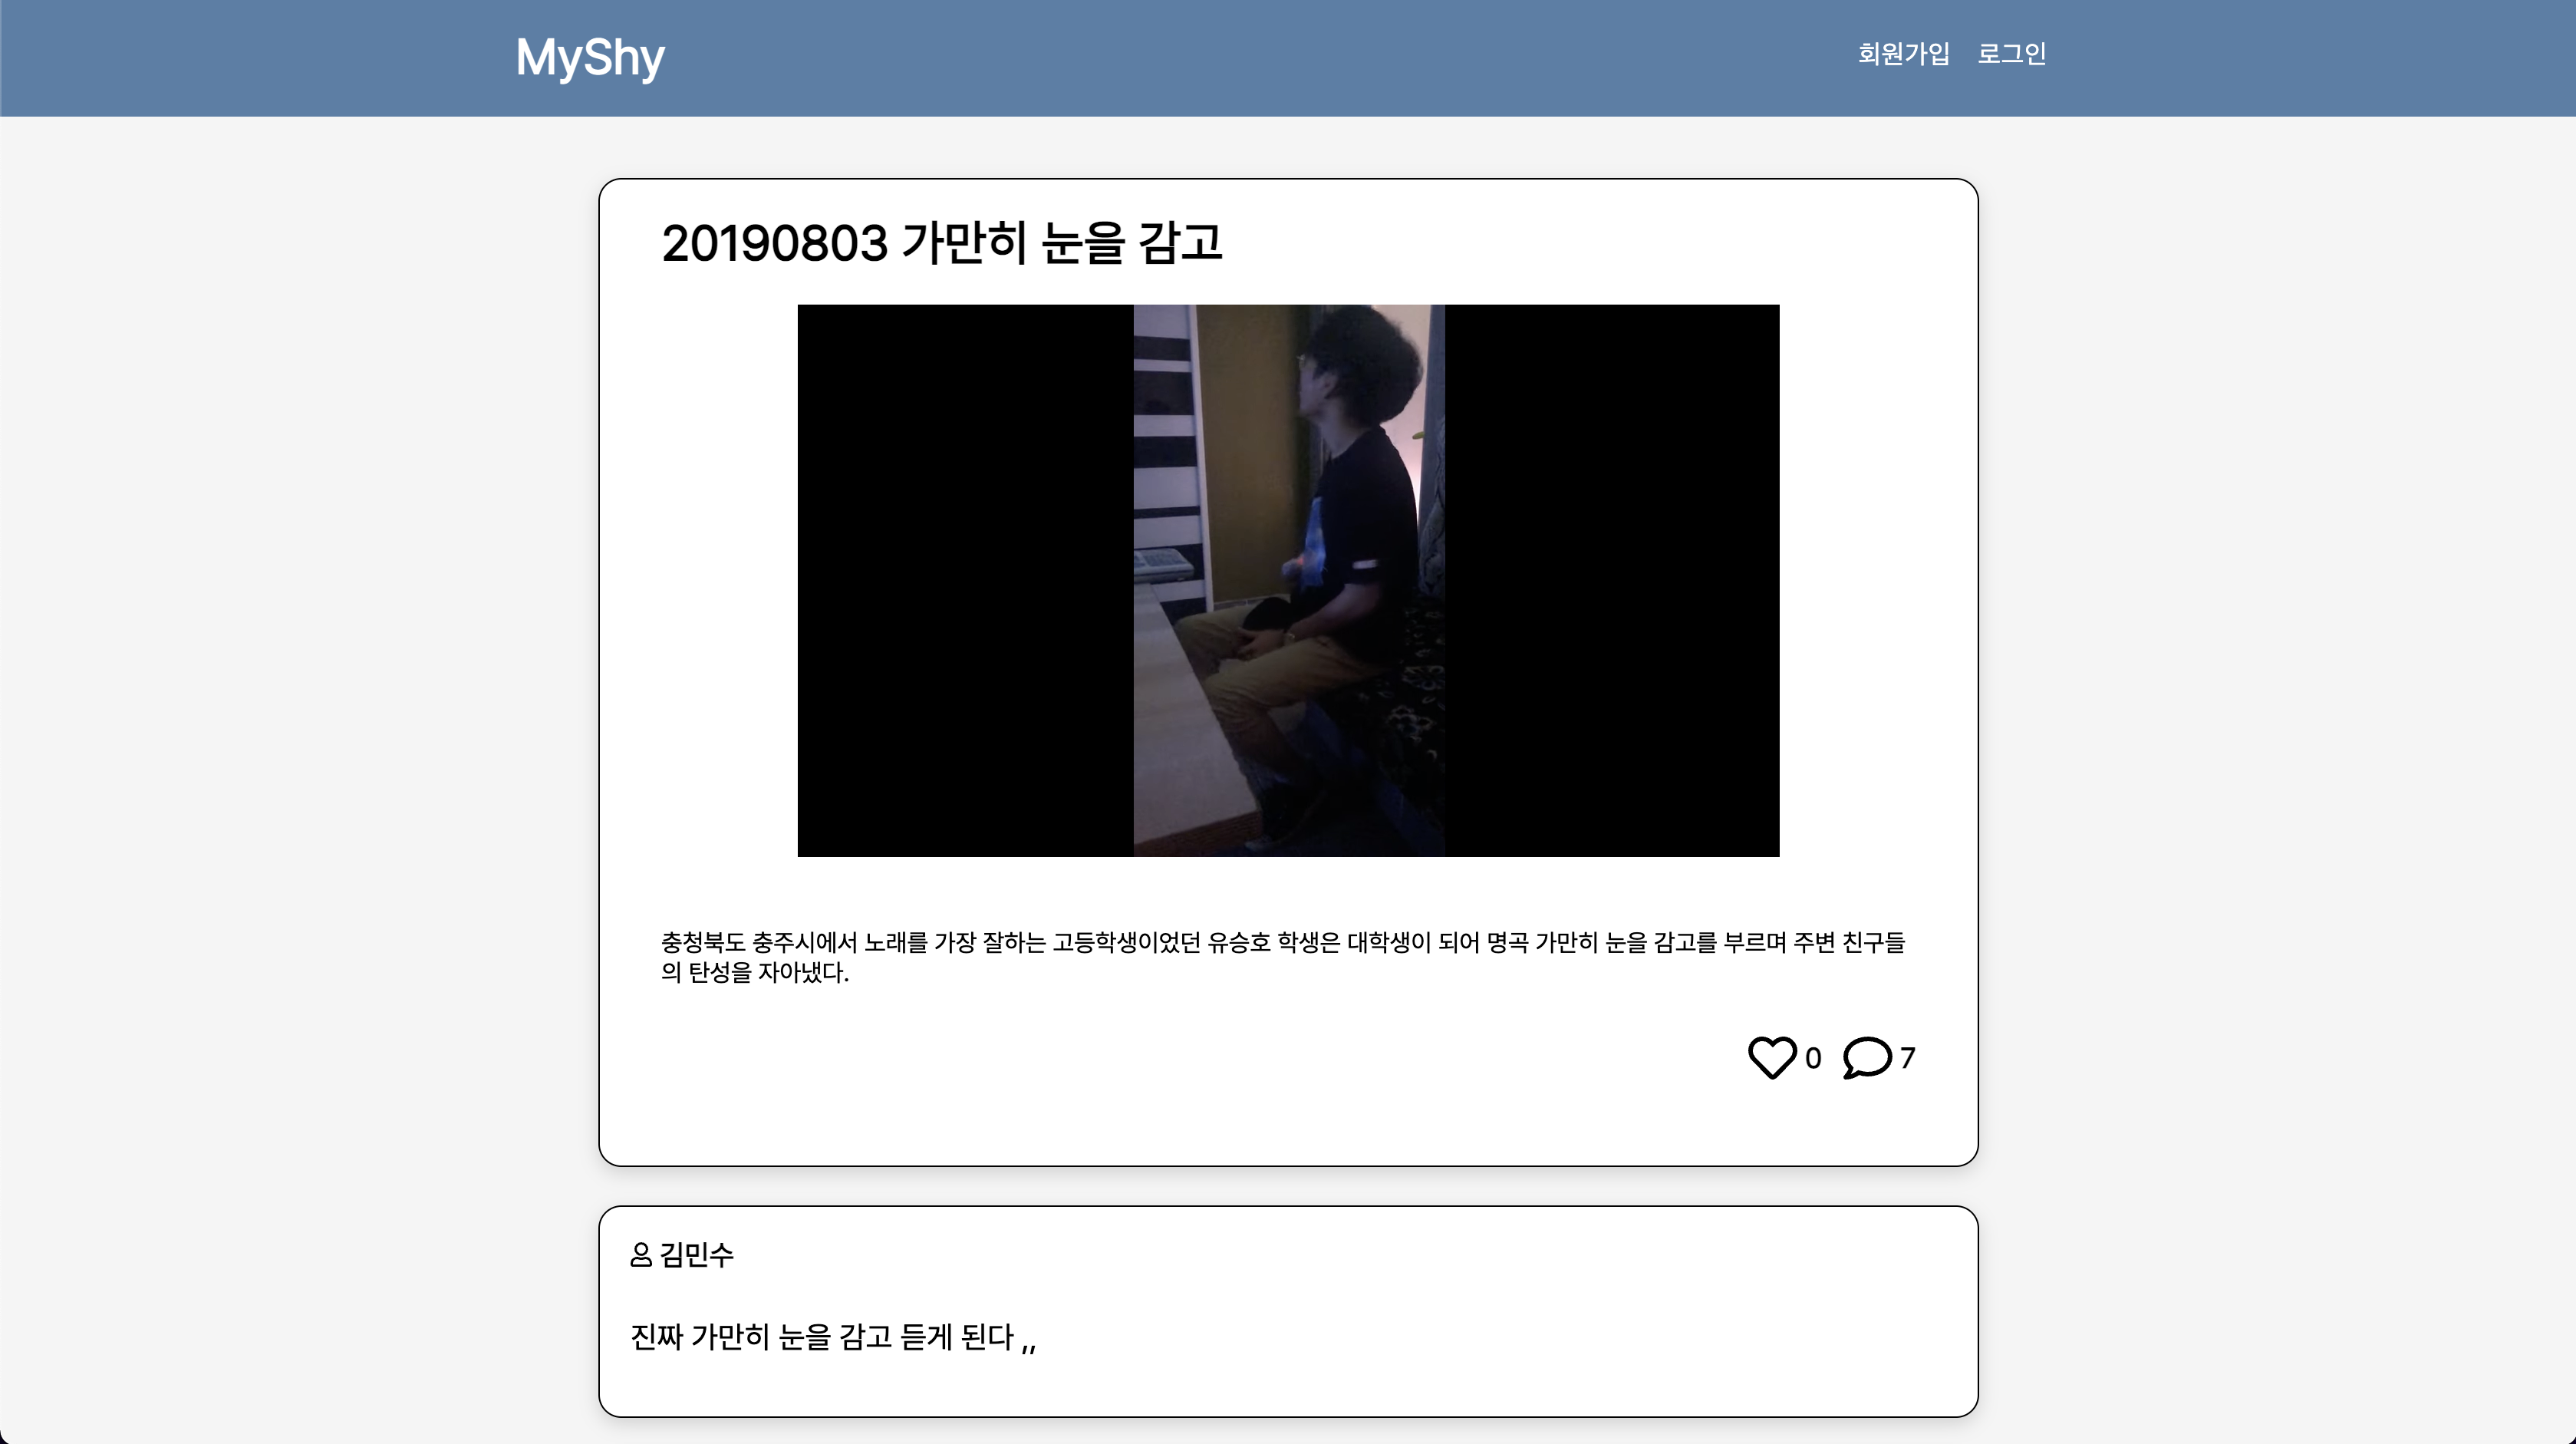 MyShy
회원가입 로그인
20190803 가만히 눈을 감고
충청북도 충주시에서 노래를 가장 잘하는 고등학생이었던 유승호 학생은 대학생이 되어 명곡 가만히 눈을 감고를 부르며 주변 친구들
의 탄성을 자아냈다.
0 7
김민수
진짜 가만히 눈을 감고 듣게 된다 ,,